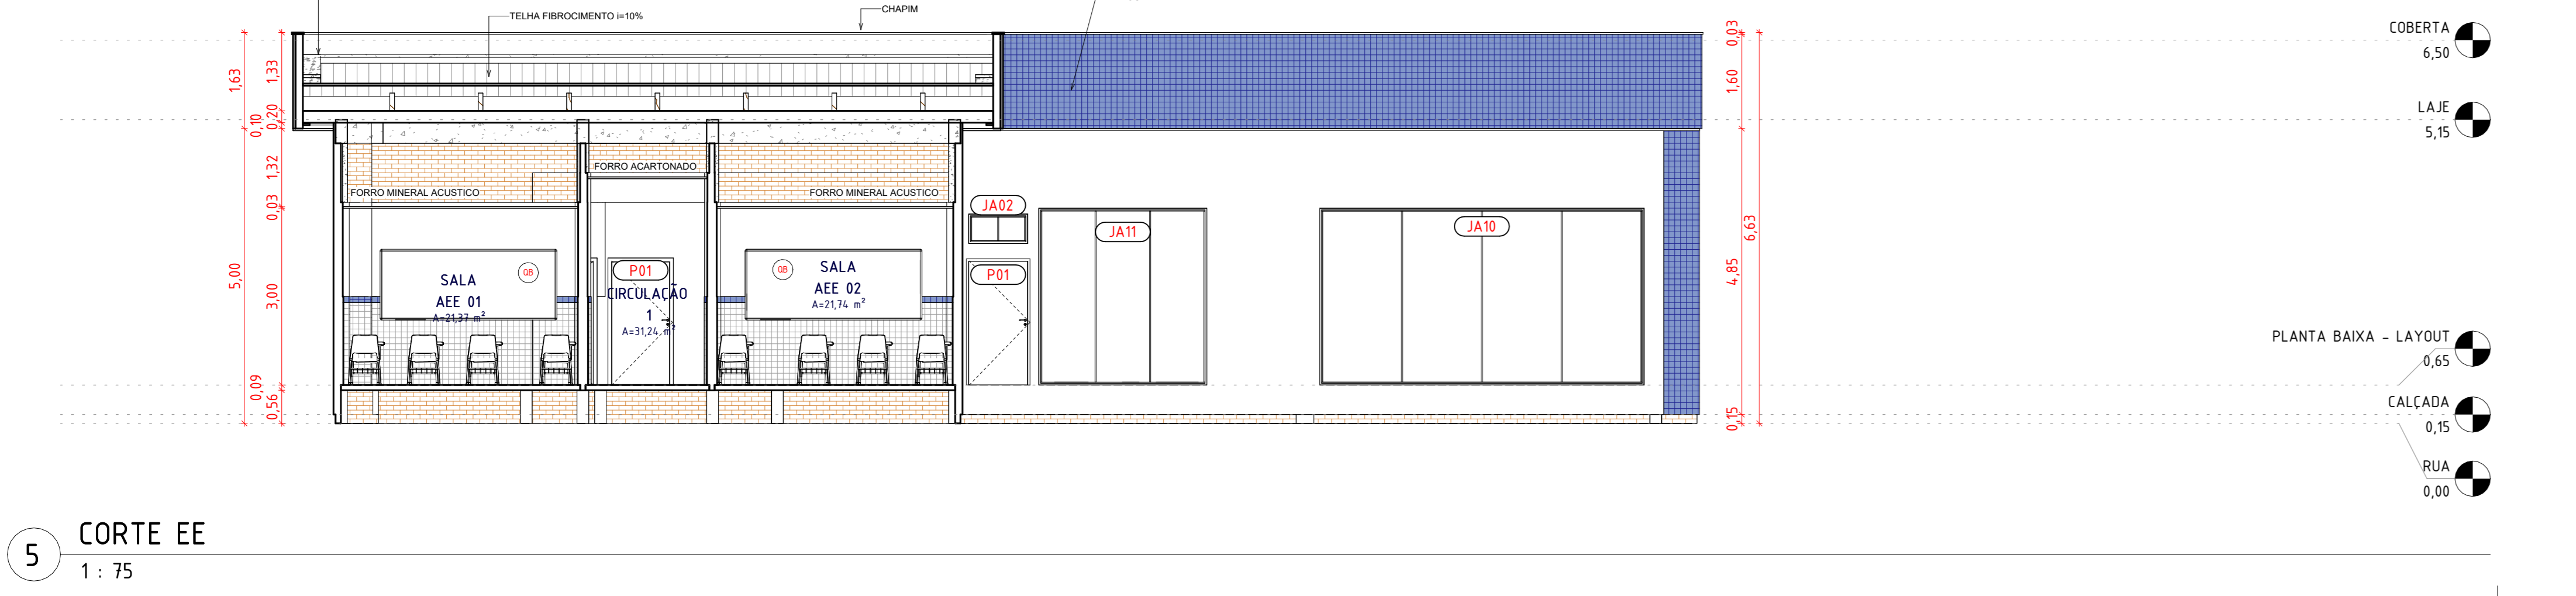 TELHA FIBROCIMENTO i=10%
CHAPIM
COBERTA
6,50
LAJE
5,15
PLANTA BAIXA - LAYOUT
0,65
CALÇADA
0,15
RUA
0,00
1,63
0,10
5,00
1,33
0,20
1,32
0,03
3,00
0,09
0,56
FORRO MINERAL ACUSTICO
FORRO ACARTONADO
FORRO MINERAL ACUSTICO
SALA
AEE 01
A=21,37 m²
QB
P01
CIRCULAÇÃO
1
A=31,24 m²
QB
SALA
AEE 02
A=21,74 m²
JA02
P01
JA11
JA10
0,03
1,60
4,85
0,15
6,63
5
CORTE EE
1 : 75